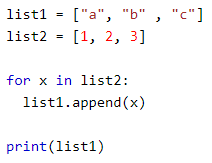 list1 = ["a", "b" , "c"]
list2 = [1, 2, 3]

for x in list2:
  list1.append(x)

print(list1)